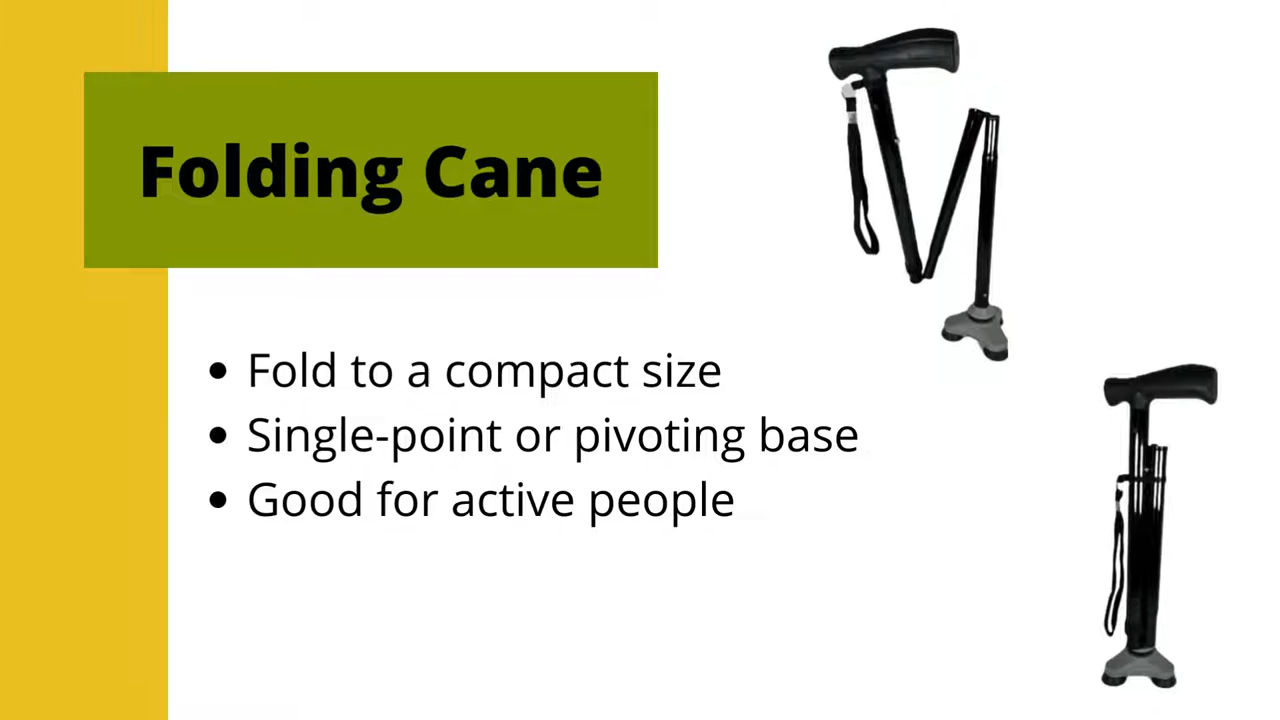 Folding Cane
• Fold to a compact size
• Single-point or pivoting base
• Good for active people